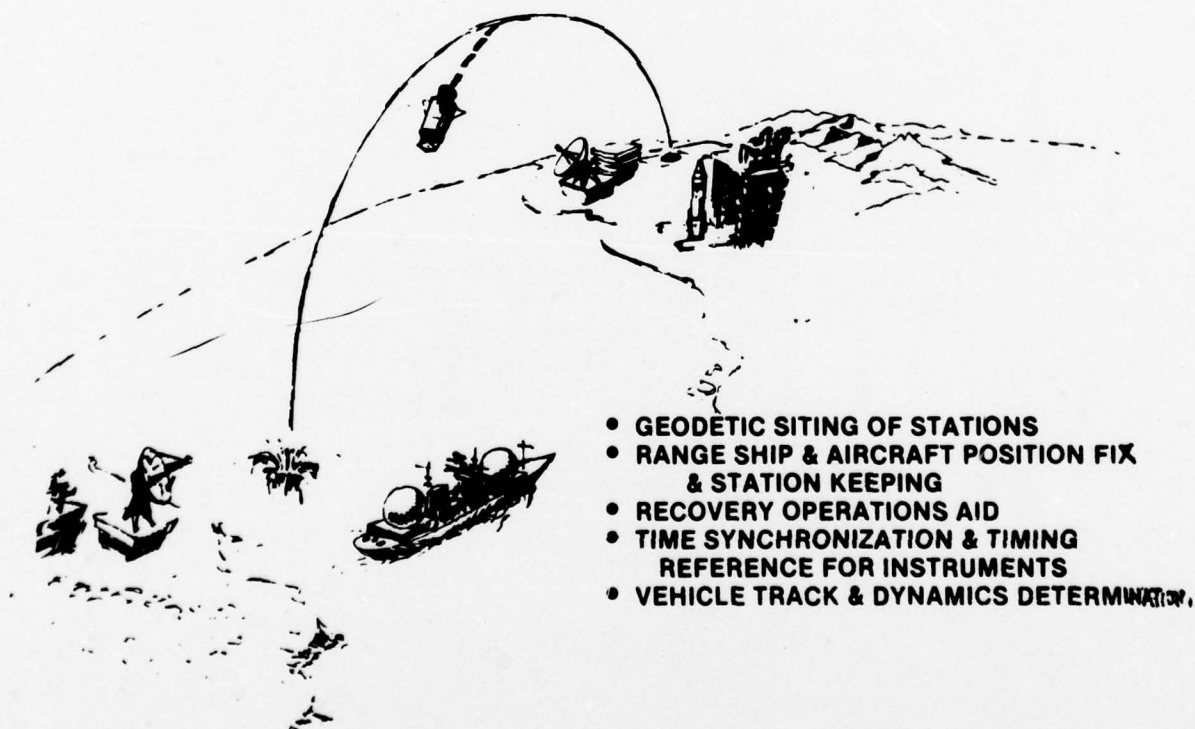 • GEODETIC SITING OF STATIONS
• RANGE SHIP & AIRCRAFT POSITION FIX
& STATION KEEPING
• RECOVERY OPERATIONS AID
• TIME SYNCHRONIZATION & TIMING
REFERENCE FOR INSTRUMENTS
• VEHICLE TRACK & DYNAMICS DETERMINATION.